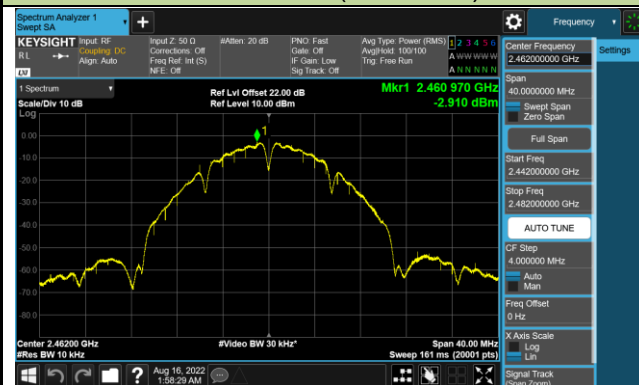 Spectrum Analyzer 1
Swept SA
Frequency
KEYSIGHT
RL
LXI
Input: RF
Coupling: DC
Align: Auto
Input Z: 50 Ω
Corrections: Off
Freq Ref: Int (S)
NFE: Off
#Atten: 20 dB
PNO: Fast
Gate: Off
IF Gain: Low
Sig Track: Off
Avg Type: Power (RMS)
Avg|Hold: 100/100
Trig: Free Run
1 2 3 4 5 6
A W W W W W
A N N N N N
Center Frequency
2.462000000 GHz
Settings
Span
40.0000000 MHz
Swept Span
Zero Span
Full Span
Start Freq
2.442000000 GHz
Stop Freq
2.482000000 GHz
AUTO TUNE
CF Step
4.000000 MHz
Auto
Man
Freq Offset
0 Hz
X Axis Scale
Log
Lin
Signal Track
(Span Zoom)
1 Spectrum
Scale/Div 10 dB
Log
Ref Lvl Offset 22.00 dB
Ref Level 10.00 dBm
Mkr1 2.460 970 GHz
-2.910 dBm
1
0.00
-10.0
-20.0
-30.0
-40.0
-50.0
-60.0
-70.0
-80.0
Center 2.46200 GHz
#Res BW 10 kHz
#Video BW 30 kHz*
Span 40.00 MHz
Sweep 161 ms (20001 pts)
Aug 16, 2022
1:58:29 AM